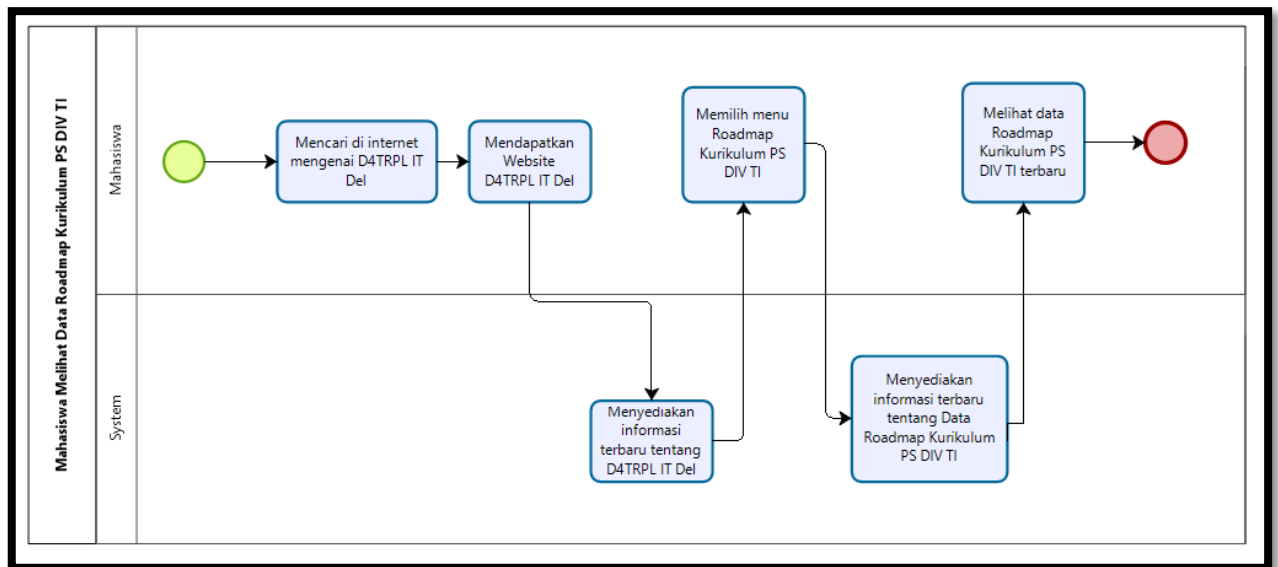 Mahasiswa Melihat Data Roadmap Kurikulum PS DIV TI
Mahasiswa
Mencari di internet
mengenai D4TRPL IT
Del
Mendapatkan
Website
D4TRPL IT Del
Memilih menu
Roadmap
Kurikulum PS
DIV TI
Melihat data
Roadmap
Kurikulum PS
DIV TI terbaru
System
Menyediakan
informasi
terbaru tentang
D4TRPL IT Del
Menyediakan
informasi terbaru
tentang Data
Roadmap Kurikulum
PS DIV TI